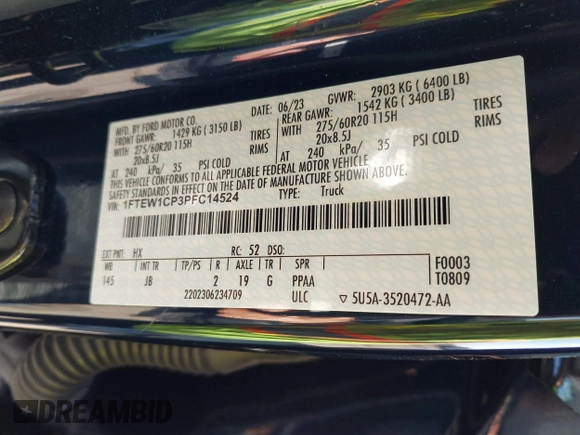 MFD. BY FORD MOTOR CO.
DATE: 06/23 GVWR: 2903 KG ( 6400 LB)
FRONT GAWR: 1429 KG ( 3150 LB) REAR GAWR: 1542 KG ( 3400 LB)
WITH 275/60R20 115H TIRES WITH 275/60R20 115H TIRES
20x8.5J 20x8.5J
AT 240 kPa/ 35 PSI COLD AT 240 kPa/ 35 PSI COLD
THIS VEHICLE CONFORMS TO ALL APPLICABLE FEDERAL MOTOR VEHICLE
SAFETY STANDARDS IN EFFECT ON THE DATE OF MANUFACTURE SHOWN ABOVE.
VIN: 1FTEW1CP3PFC14524 TYPE: Truck
EXT PNT: HX RC: 52 DSO: F0003
WB INT TR TP/PS R AXLE TR SPR T0809
145 JB 2 19 G PPAA
2202306234709 ULC 5U5A-3520472-AA
DREAMBID